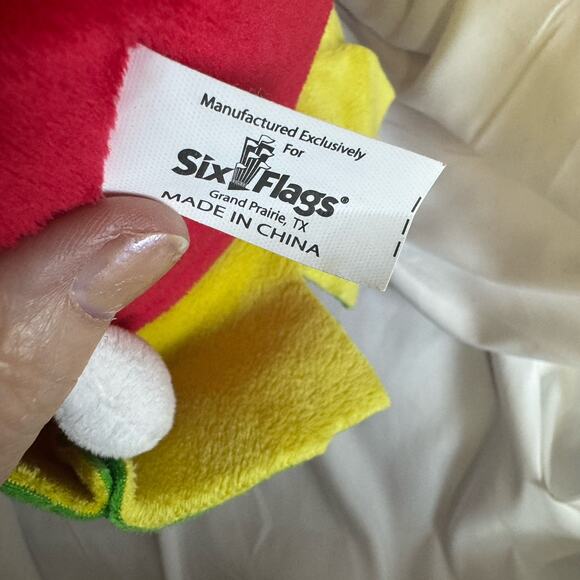 Manufactured Exclusively
For
Six Flags®
Grand Prairie, TX
MADE IN CHINA